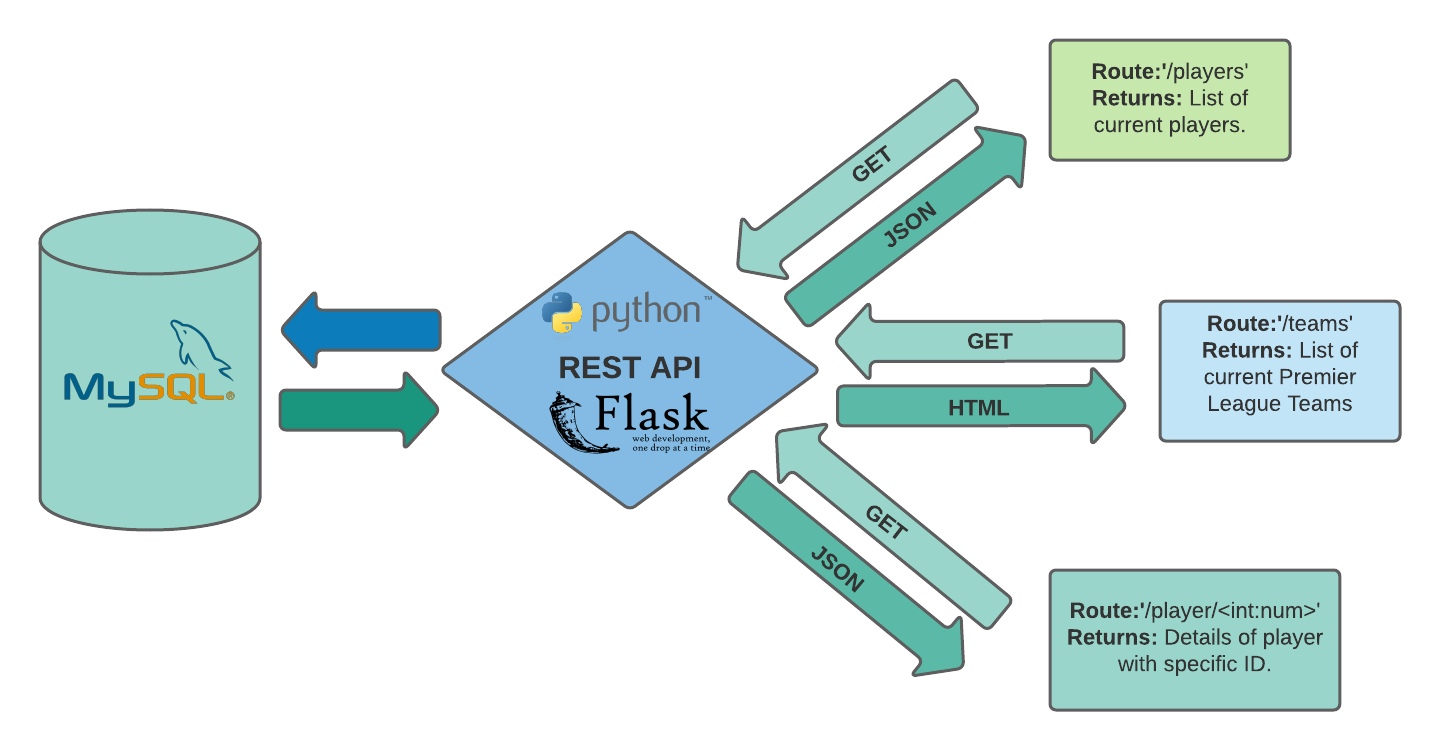 MySQL®
python™
REST API
Flask
web development,
one drop at a time
GET
JSON
GET
HTML
GET
JSON
Route:'/players'
Returns: List of
current players.
Route:'/teams'
Returns: List of
current Premier
League Teams
Route:'/player/<int:num>'
Returns: Details of player
with specific ID.